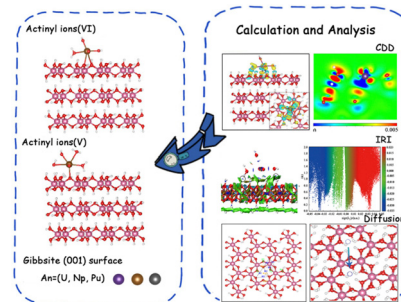 Actinyl ions(VI)
Actinyl ions(V)
Gibbsite (001) surface
An=(U, Np, Pu)
Calculation and Analysis
CDD
0.005
IRI
Diffusion